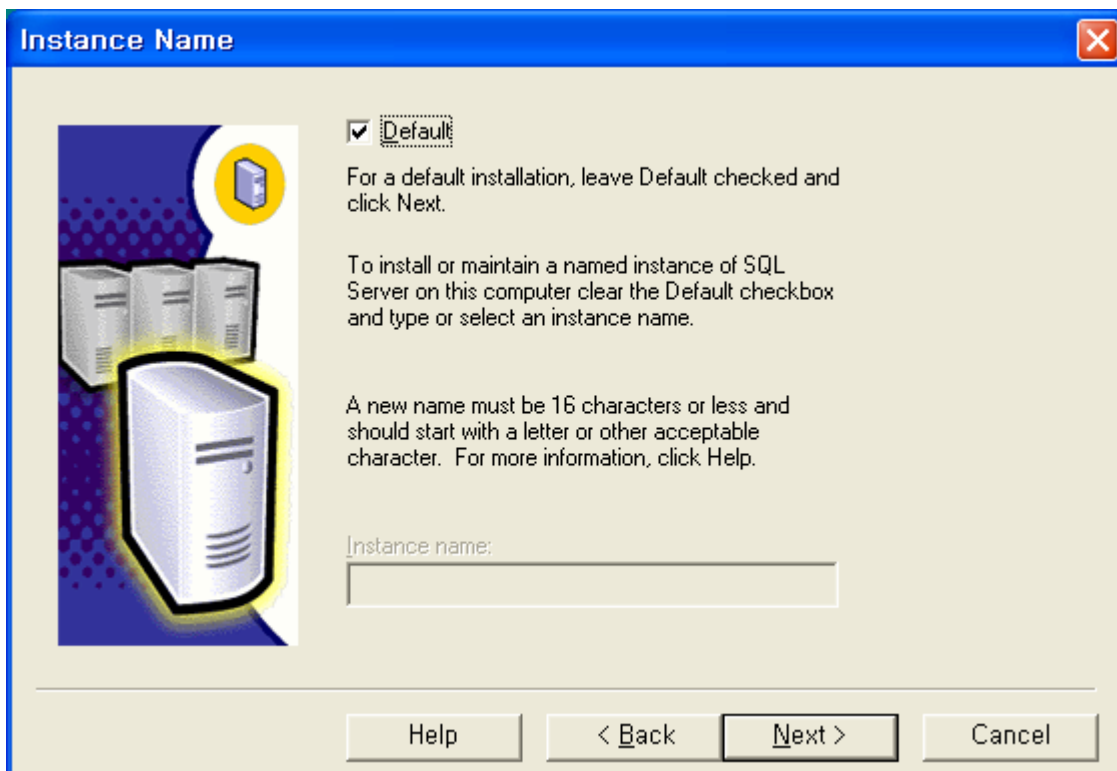 Instance Name
Default
For a default installation, leave Default checked and
click Next.
To install or maintain a named instance of SQL
Server on this computer clear the Default checkbox
and type or select an instance name.
A new name must be 16 characters or less and
should start with a letter or other acceptable
character.  For more information, click Help.
Instance name:
Help
< Back
Next >
Cancel